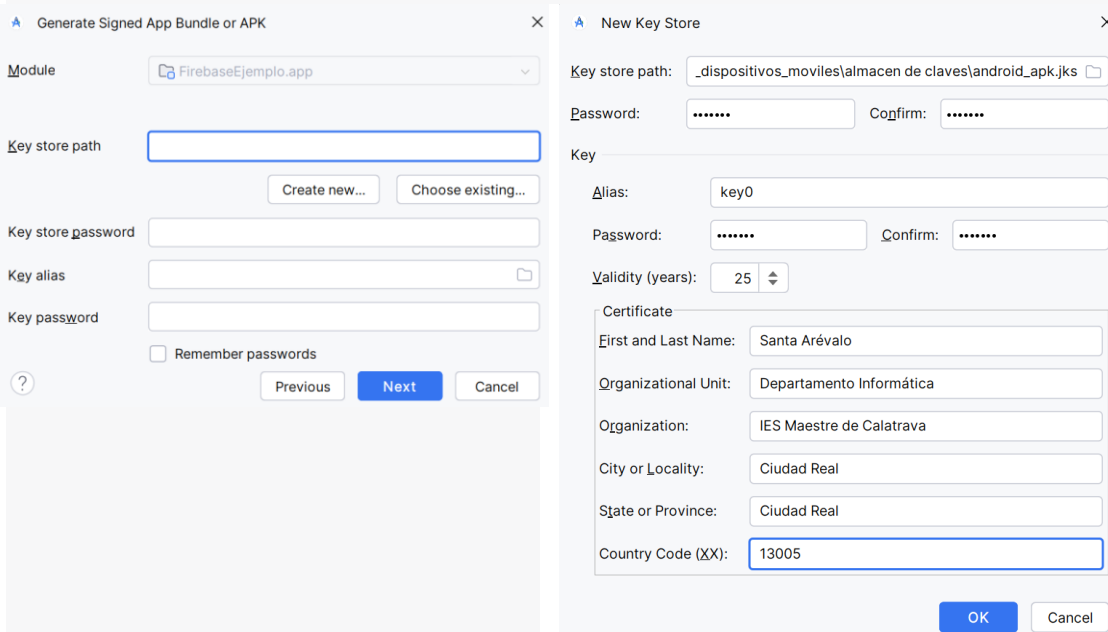 Generate Signed App Bundle or APK
Module
FirebaseEjemplo.app
Key store path
Create new...
Choose existing...
Key store password
Key alias
Key password
Remember passwords
?
Previous
Next
Cancel
New Key Store
Key store path: _dispositivos_moviles\almacen de claves\android_apk.jks
Password: ••••••• Confirm: •••••••
Key
Alias: key0
Password: ••••••• Confirm: •••••••
Validity (years): 25
Certificate
First and Last Name: Santa Arévalo
Organizational Unit: Departamento Informática
Organization: IES Maestre de Calatrava
City or Locality: Ciudad Real
State or Province: Ciudad Real
Country Code (XX): 13005
OK
Cancel